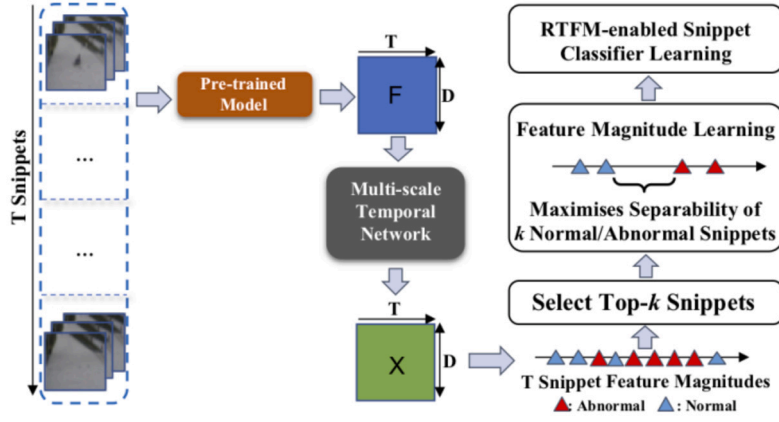 T Snippets
...
...
Pre-trained
Model
T
F
D
Multi-scale
Temporal
Network
T
X
D
RTFM-enabled Snippet
Classifier Learning
Feature Magnitude Learning
Maximises Separability of
k Normal/Abnormal Snippets
Select Top-k Snippets
T Snippet Feature Magnitudes
: Abnormal : Normal